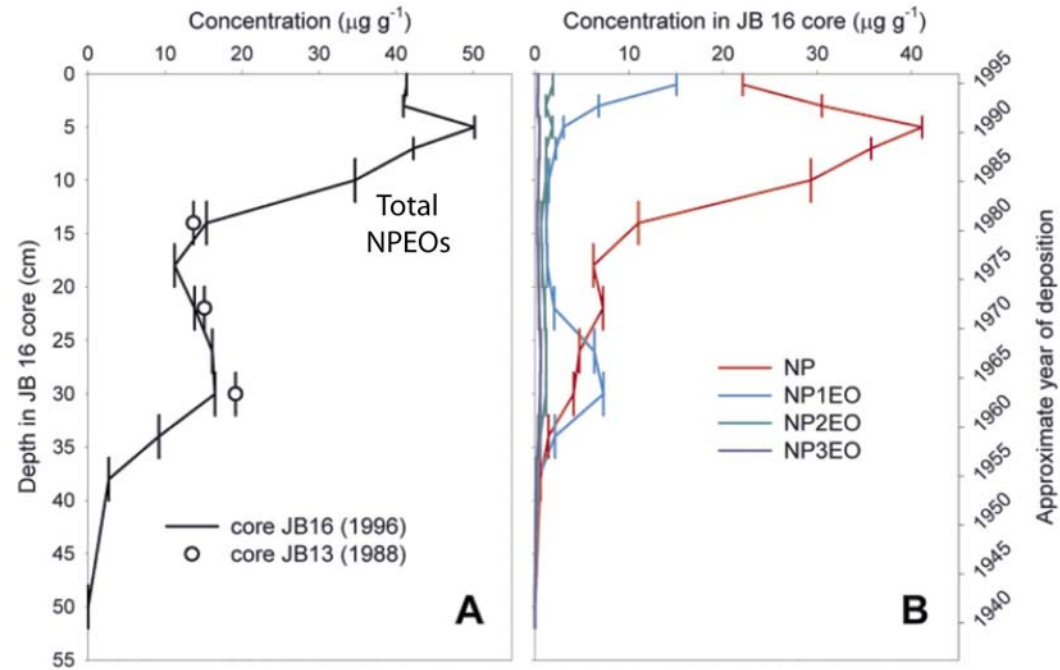 Concentration (μg g⁻¹)
0 10 20 30 40 50
Depth in JB 16 core (cm)
0
5
10
15
20
25
30
35
40
45
50
55
Total
NPEOs
core JB16 (1996)
core JB13 (1988)
A
Concentration in JB 16 core (μg g⁻¹)
0 10 20 30 40
NP
NP1EO
NP2EO
NP3EO
B
1995
1990
1985
1980
1975
1970
1965
1960
1955
1950
1945
1940
Approximate year of deposition